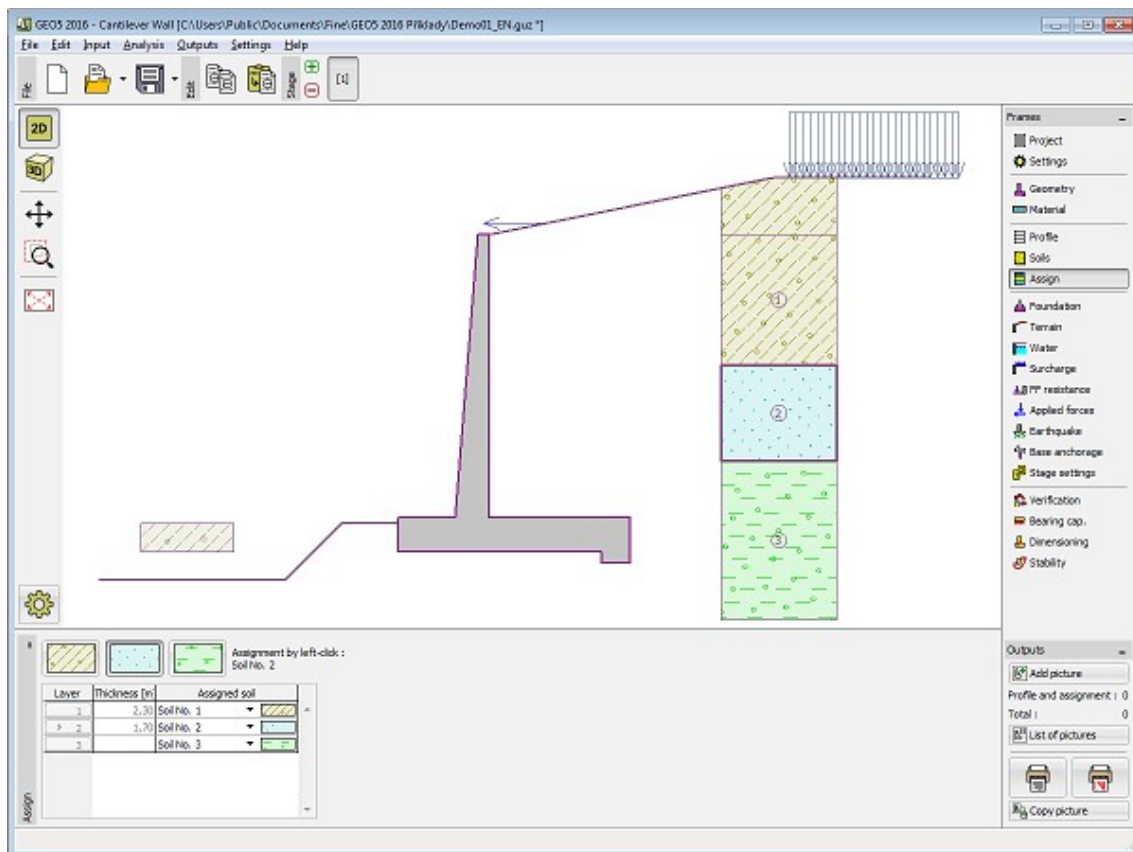 GEO5 2016 - Cantilever Wall [C:\Users\Public\Documents\Fine\GEO5 2016 Příklady\Demo01_EN.guz *]
File Edit Input Analysis Outputs Settings Help
File
Edit
Stage
[1]
2D
3D
1
2
3
Frames
Project
Settings
Geometry
Material
Profile
Soils
Assign
Foundation
Terrain
Water
Surcharge
FF resistance
Applied forces
Earthquake
Base anchorage
Stage settings
Verification
Bearing cap.
Dimensioning
Stability
Assign
Assignment by left-click :
Soil No. 2
Layer Thickness [m Assigned soil
1 2,30 Soil No. 1
> 2 1,70 Soil No. 2
3 Soil No. 3
Outputs
Add picture
Profile and assignment : 0
Total : 0
List of pictures
Copy picture